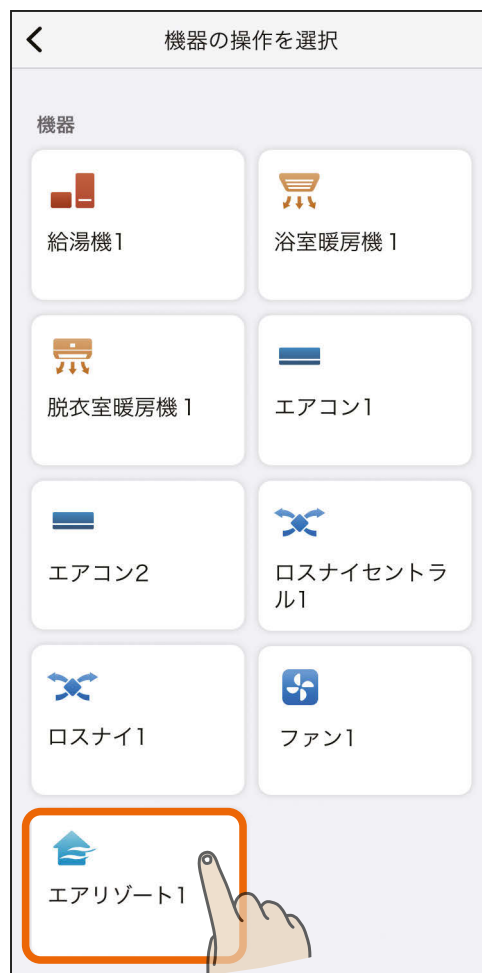 機器の操作を選択
機器
給湯機1
浴室暖房機1
脱衣室暖房機1
エアコン1
エアコン2
ロスナイセントラ
ル1
ロスナイ1
ファン1
エアリゾート1